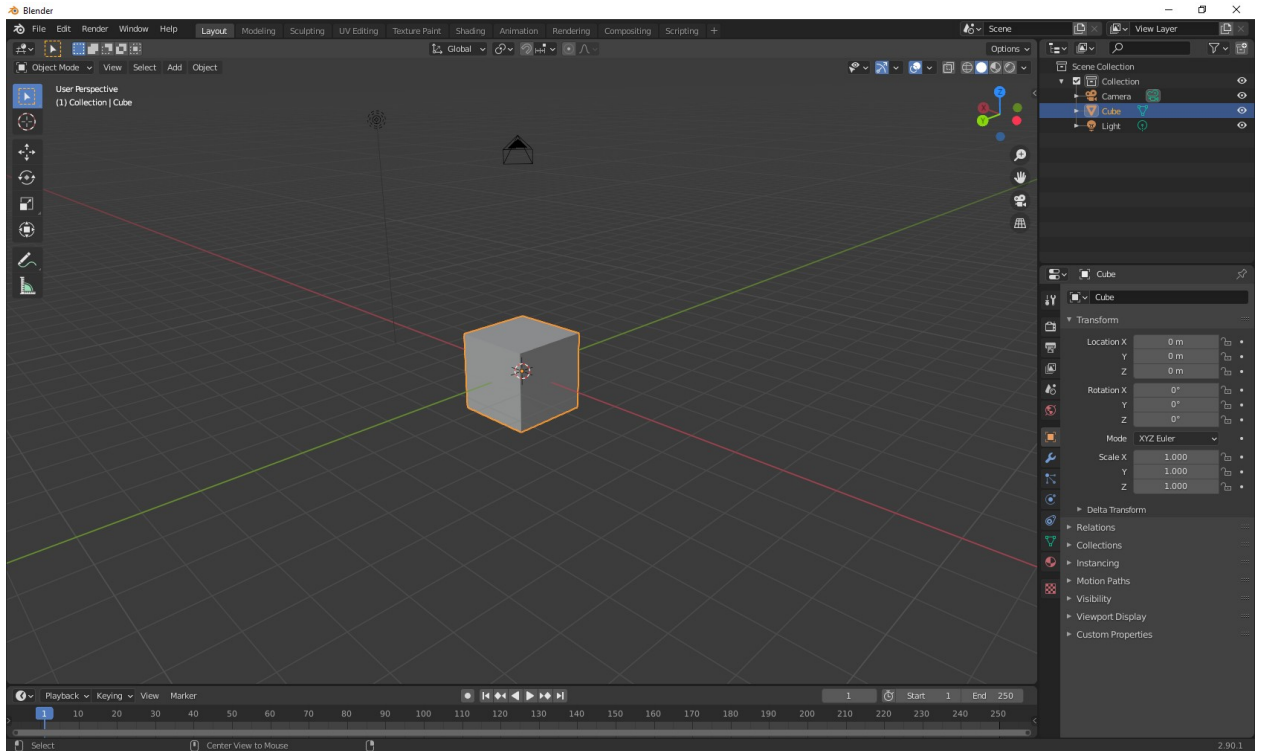 Blender
File Edit Render Window Help Layout Modeling Sculpting UV Editing Texture Paint Shading Animation Rendering Compositing Scripting + Scene View Layer
Global Options
Object Mode View Select Add Object
User Perspective
(1) Collection | Cube
Z
X
Y
Scene Collection
Collection
Camera
Cube
Light
Cube
Cube
Transform
Location X 0 m
Y 0 m
Z 0 m
Rotation X 0°
Y 0°
Z 0°
Mode XYZ Euler
Scale X 1.000
Y 1.000
Z 1.000
Delta Transform
Relations
Collections
Instancing
Motion Paths
Visibility
Viewport Display
Custom Properties
Playback Keying View Marker 1 Start 1 End 250
1 10 20 30 40 50 60 70 80 90 100 110 120 130 140 150 160 170 180 190 200 210 220 230 240 250
Select Center View to Mouse 2.90.1